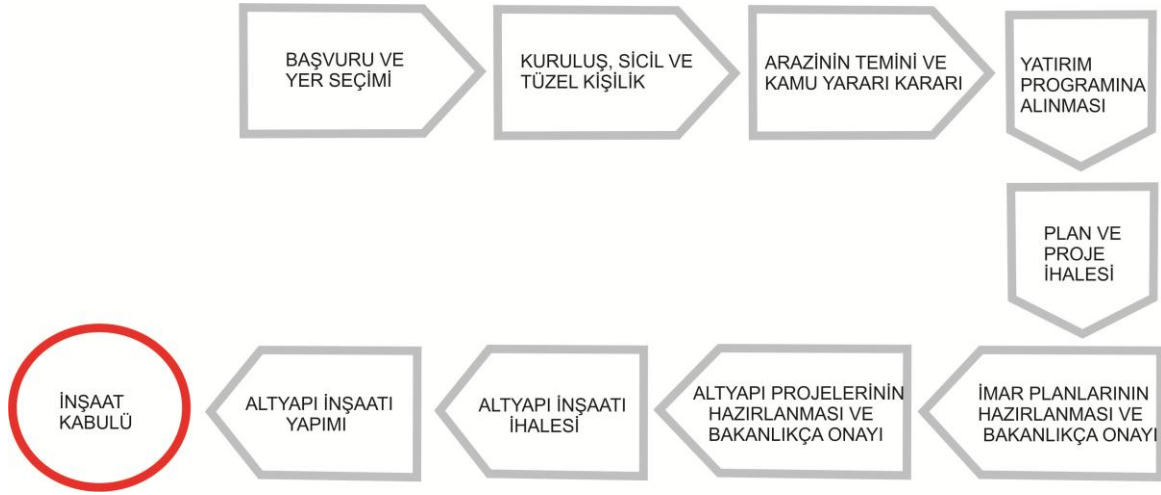 BAŞVURU VE
YER SEÇİMİ
KURULUŞ, SİCİL VE
TÜZEL KİŞİLİK
ARAZİNİN TEMİNİ VE
KAMU YARARI KARARI
YATIRIM
PROGRAMINA
ALINMASI
PLAN VE
PROJE
İHALESİ
İMAR PLANLARININ
HAZIRLANMASI VE
BAKANLIKÇA ONAYI
ALTYAPI PROJELERİNİN
HAZIRLANMASI VE
BAKANLIKÇA ONAYI
ALTYAPI İNŞAATI
İHALESİ
ALTYAPI İNŞAATI
YAPIMI
İNŞAAT
KABULÜ